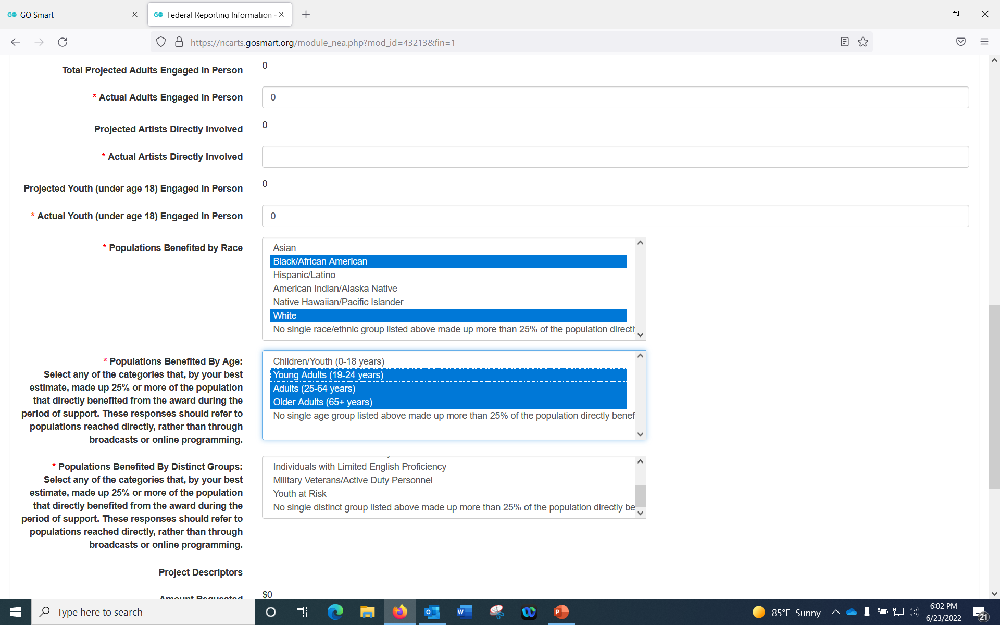 GO Smart
Federal Reporting Information
https://ncarts.gosmart.org/module_nea.php?mod_id=43213&fin=1
Total Projected Adults Engaged In Person
0
* Actual Adults Engaged In Person
0
Projected Artists Directly Involved
0
* Actual Artists Directly Involved
Projected Youth (under age 18) Engaged In Person
0
* Actual Youth (under age 18) Engaged In Person
0
* Populations Benefited by Race
Asian
Black/African American
Hispanic/Latino
American Indian/Alaska Native
Native Hawaiian/Pacific Islander
White
No single race/ethnic group listed above made up more than 25% of the population directl
* Populations Benefited By Age:
Select any of the categories that, by your best
estimate, made up 25% or more of the population
that directly benefited from the award during the
period of support. These responses should refer to
populations reached directly, rather than through
broadcasts or online programming.
Children/Youth (0-18 years)
Young Adults (19-24 years)
Adults (25-64 years)
Older Adults (65+ years)
No single age group listed above made up more than 25% of the population directly benef
* Populations Benefited By Distinct Groups:
Select any of the categories that, by your best
estimate, made up 25% or more of the population
that directly benefited from the award during the
period of support. These responses should refer to
populations reached directly, rather than through
broadcasts or online programming.
Individuals with Limited English Proficiency
Military Veterans/Active Duty Personnel
Youth at Risk
No single distinct group listed above made up more than 25% of the population directly be
Project Descriptors
Amount Requested
$0
Type here to search
85°F Sunny
6:02 PM
6/23/2022
21